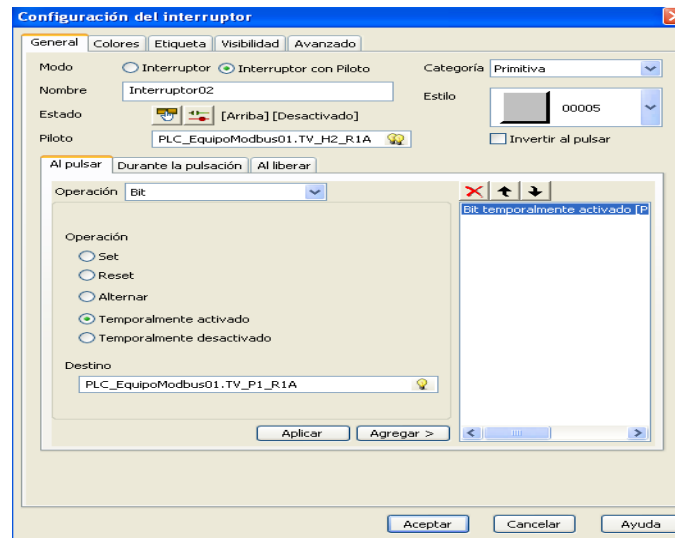 Configuración del interruptor
General Colores Etiqueta Visibilidad Avanzado
Modo Interruptor Interruptor con Piloto Categoría Primitiva
Nombre Interruptor02
Estilo 00005
Estado [Arriba] [Desactivado]
Piloto PLC_EquipoModbus01.TV_H2_R1A Invertir al pulsar
Al pulsar Durante la pulsación Al liberar
Operación Bit
Bit temporalmente activado [P
Operación
Set
Reset
Alternar
Temporalmente activado
Temporalmente desactivado
Destino
PLC_EquipoModbus01.TV_P1_R1A
Aplicar Agregar >
Aceptar Cancelar Ayuda